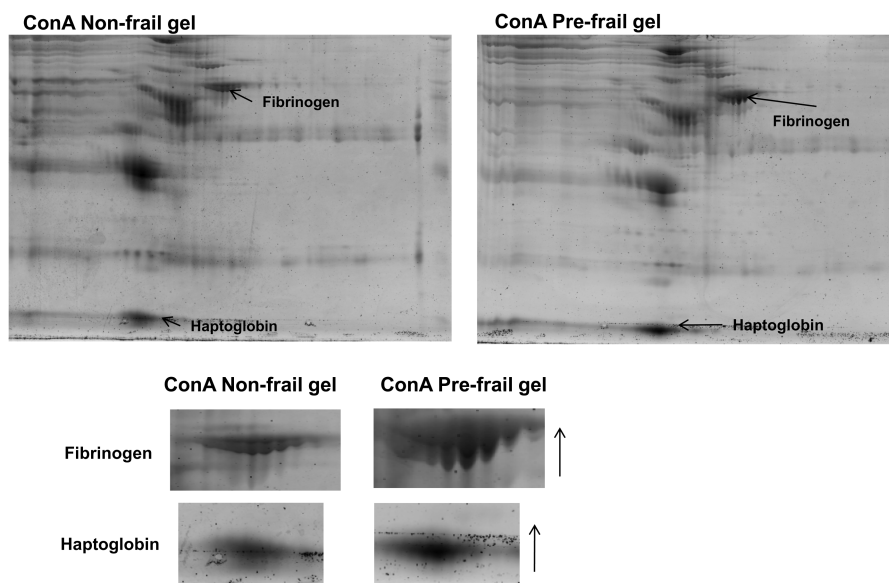 ConA Non-frail gel
ConA Pre-frail gel
Fibrinogen
Fibrinogen
Haptoglobin
Haptoglobin
ConA Non-frail gel
ConA Pre-frail gel
Fibrinogen
Haptoglobin